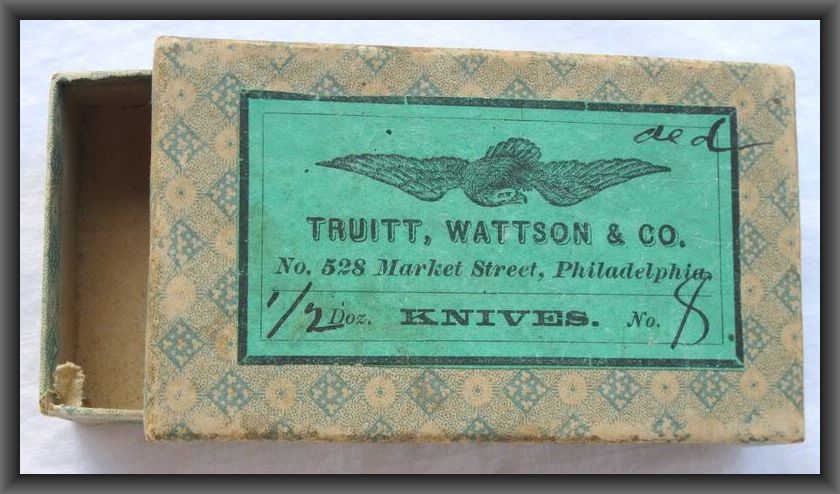 ded
TRUITT, WATTSON & CO.
No. 528 Market Street, Philadelphia,
1/2 Doz. KNIVES. No. 8